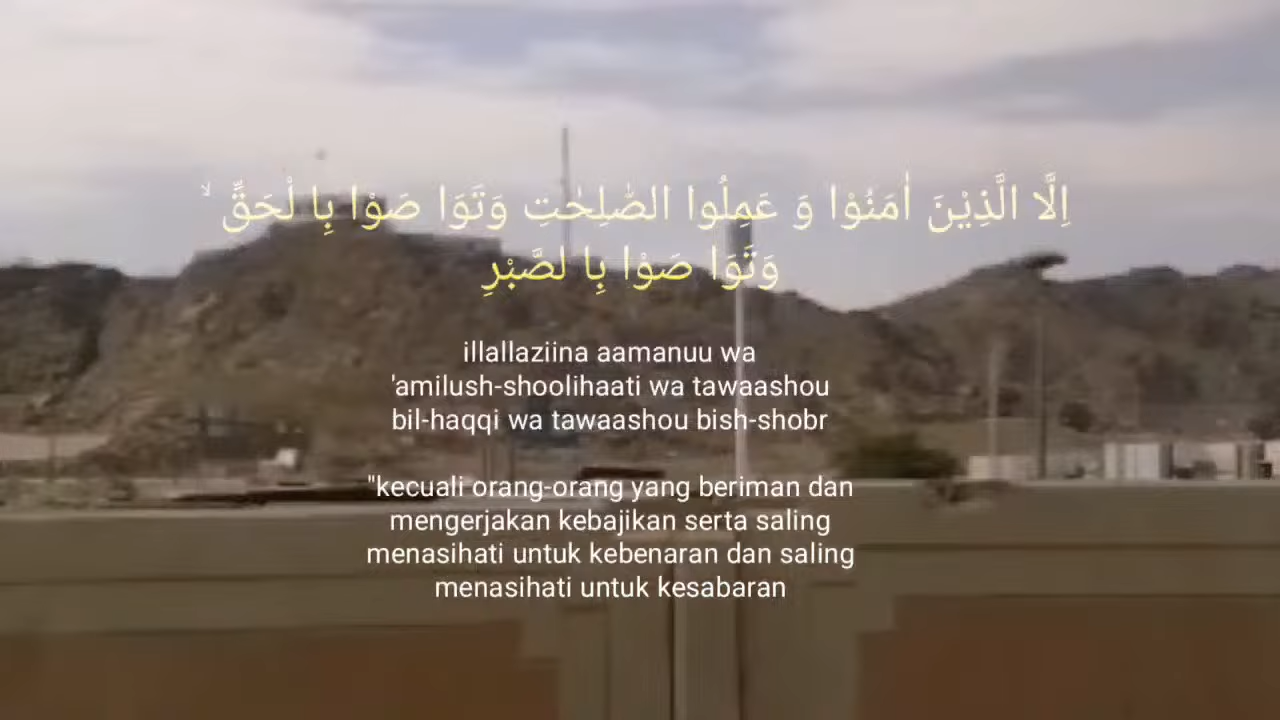 اِلَّا الَّذِيْنَ اٰمَنُوْا وَ عَمِلُوا الصّٰلِحٰتِ وَتَوَا صَوْا بِا لْحَقِّ ۙ
وَتَوَا صَوْا بِا لصَّبْرِ
illallaziina aamanuu wa
'amilush-shoolihaati wa tawaashou
bil-haqqi wa tawaashou bish-shobr
"kecuali orang-orang yang beriman dan
mengerjakan kebajikan serta saling
menasihati untuk kebenaran dan saling
menasihati untuk kesabaran